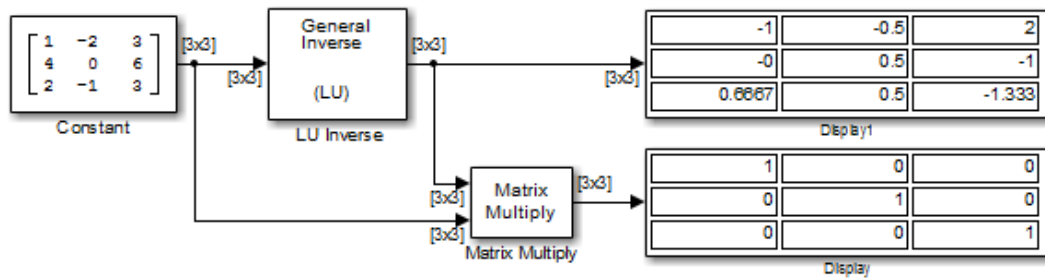 1 -2 3
4 0 6
2 -1 3
Constant
[3x3]
[3x3]
General
Inverse
(LU)
LU Inverse
[3x3]
[3x3]
-1 -0.5 2
-0 0.5 -1
0.6667 0.5 -1.333
Display1
[3x3]
[3x3]
Matrix
Multiply
Matrix Multiply
[3x3]
1 0 0
0 1 0
0 0 1
Display